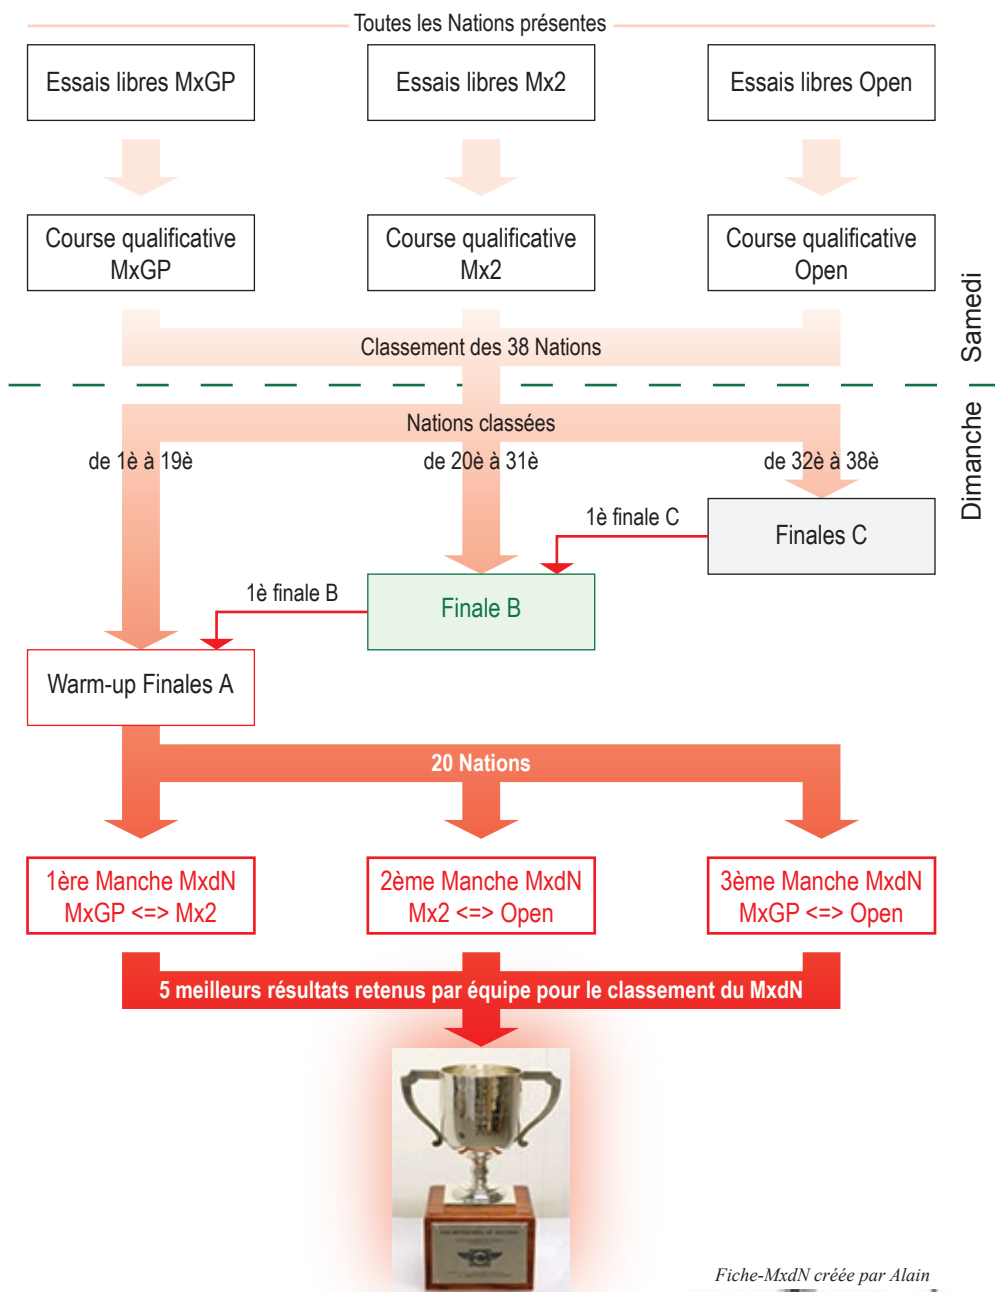 Toutes les Nations présentes
Essais libres MxGP
Essais libres Mx2
Essais libres Open
Course qualificative
MxGP
Course qualificative
Mx2
Course qualificative
Open
Samedi
Classement des 38 Nations
Dimanche
Nations classées
de 1è à 19è
de 20è à 31è
de 32è à 38è
1è finale C
Finales C
1è finale B
Finale B
Warm-up Finales A
20 Nations
1ère Manche MxdN
MxGP <=> Mx2
2ème Manche MxdN
Mx2 <=> Open
3ème Manche MxdN
MxGP <=> Open
5 meilleurs résultats retenus par équipe pour le classement du MxdN
Fiche-MxdN créée par Alain